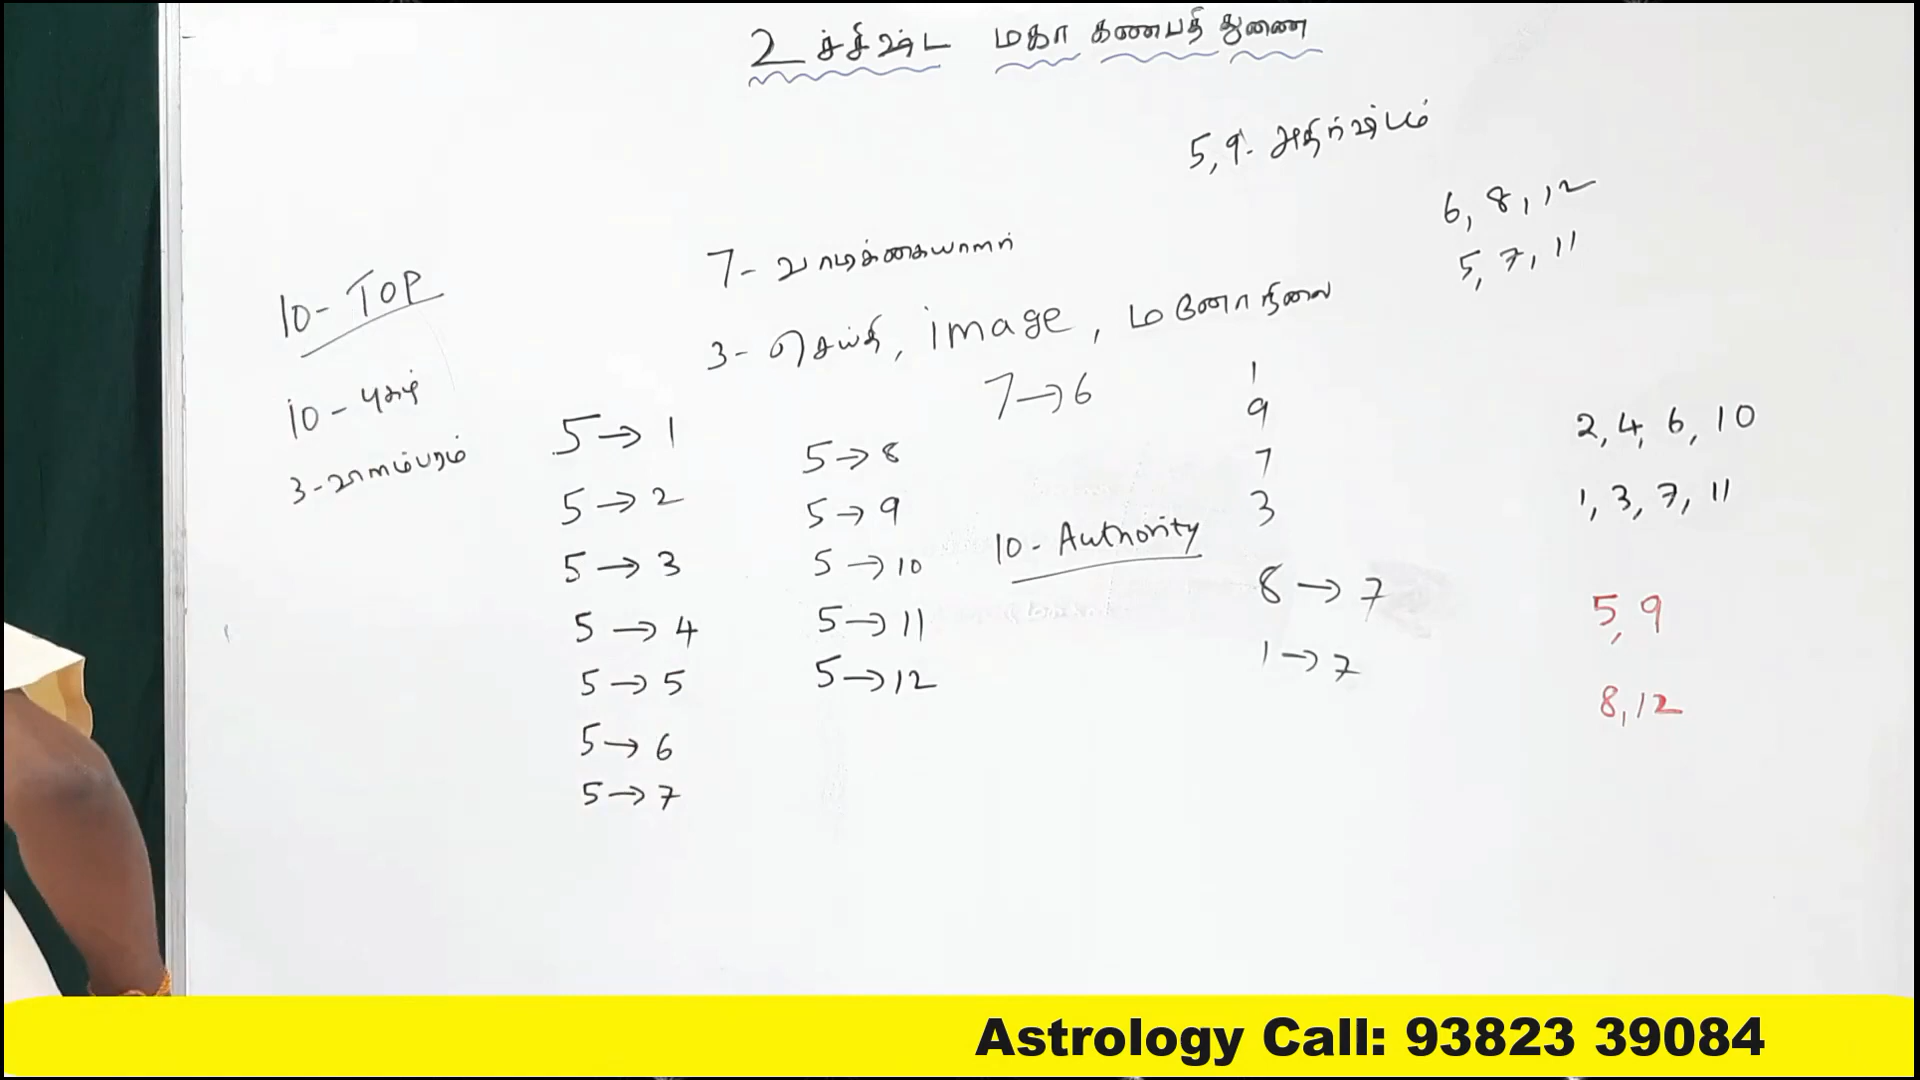 உச்சிஷ்ட மகா கணபதி துணை
5, 9 - அதிர்ஷ்டம்
6, 8, 12
5, 7, 11
7 - வாடிக்கையாளர்
3 - செய்தி, image, மனோநிலை
10 - TOP
10 - புகழ்
3 - விளம்பரம்
5 → 1
5 → 2
5 → 3
5 → 4
5 → 5
5 → 6
5 → 7
5 → 8
5 → 9
5 → 10
5 → 11
5 → 12
7 → 6
10 - Authority
1
9
7
3
8 → 7
1 → 7
2, 4, 6, 10
1, 3, 7, 11
5, 9
8, 12
Astrology Call: 93823 39084